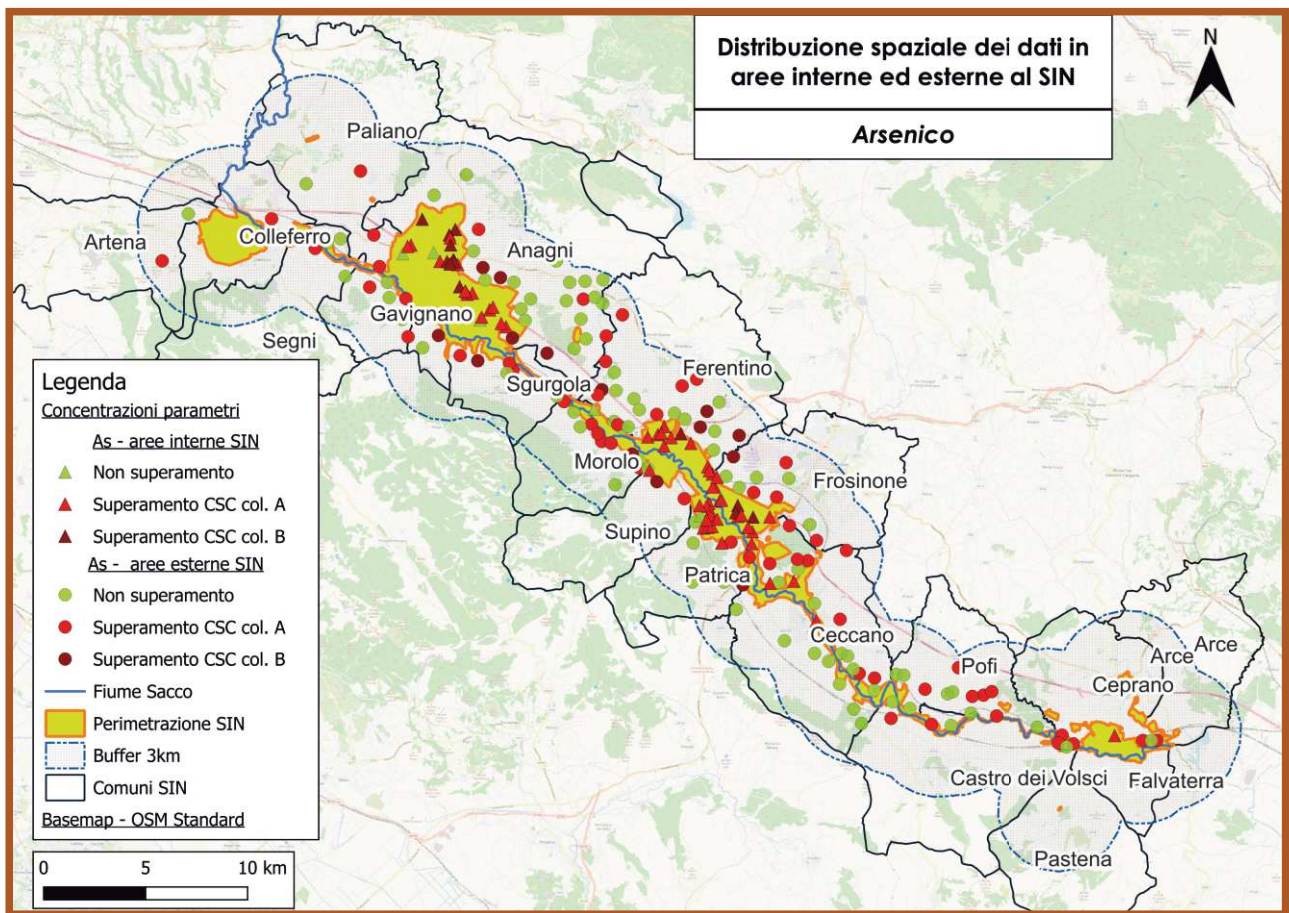 Distribuzione spaziale dei dati in
aree interne ed esterne al SIN
Arsenico
N
Paliano
Artena
Colleferro
Anagni
Gavignano
Segni
Sgurgola
Ferentino
Morolo
Frosinone
Supino
Patrica
Ceccano
Pofi
Arce
Arce
Ceprano
Castro dei Volsci
Falvaterra
Pastena
Legenda
Concentrazioni parametri
As - aree interne SIN
Non superamento
Superamento CSC col. A
Superamento CSC col. B
As - aree esterne SIN
Non superamento
Superamento CSC col. A
Superamento CSC col. B
Fiume Sacco
Perimetrazione SIN
Buffer 3km
Comuni SIN
Basemap - OSM Standard
0 5 10 km